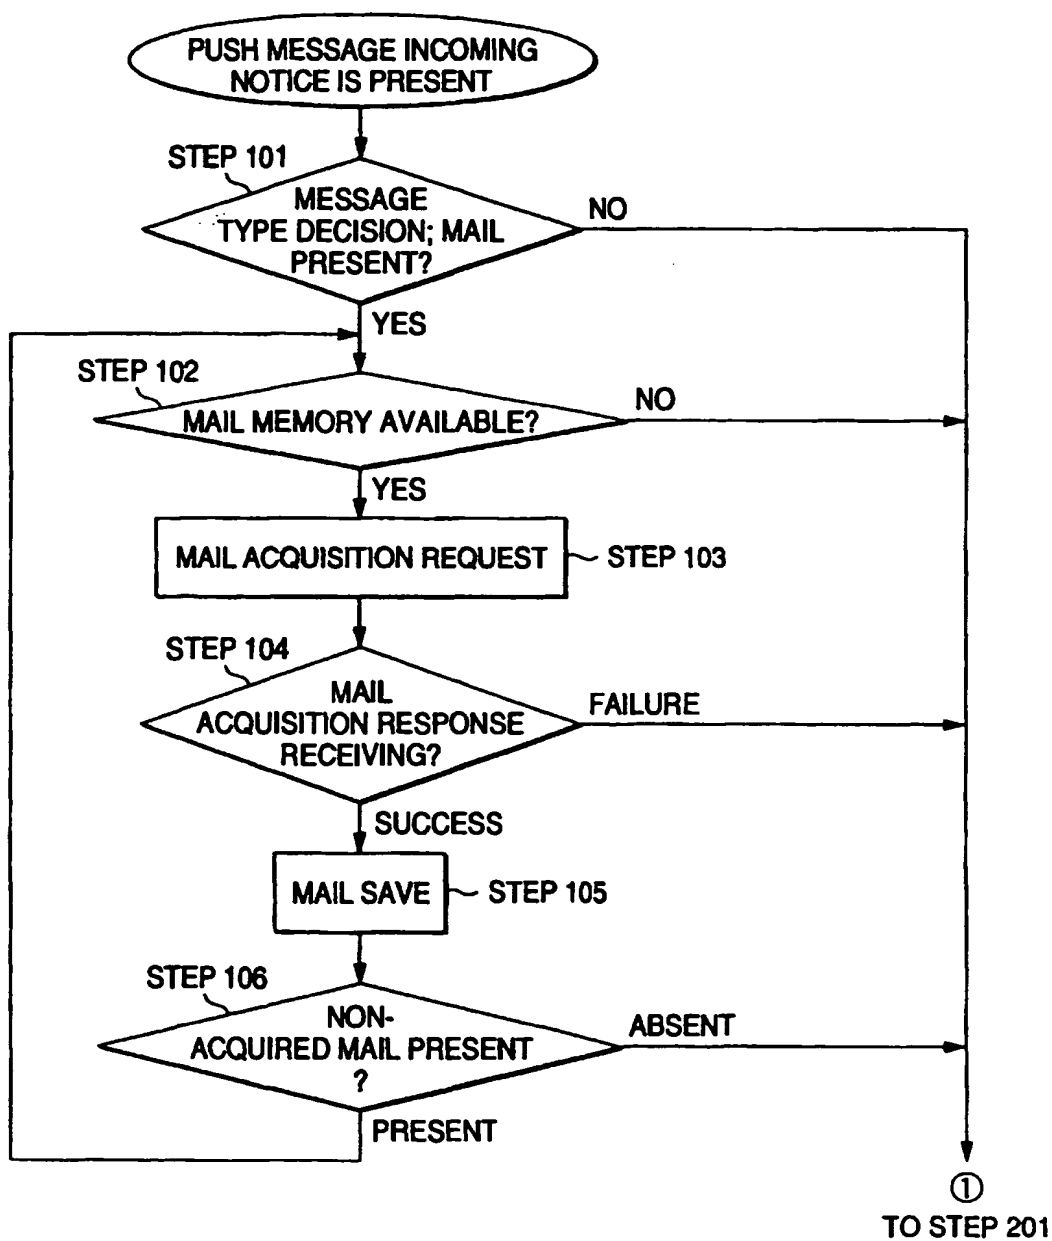 PUSH MESSAGE INCOMING
NOTICE IS PRESENT
STEP 101
MESSAGE
TYPE DECISION; MAIL
PRESENT?
NO
YES
STEP 102
MAIL MEMORY AVAILABLE?
NO
YES
MAIL ACQUISITION REQUEST
STEP 103
STEP 104
MAIL
ACQUISITION RESPONSE
RECEIVING?
FAILURE
SUCCESS
MAIL SAVE
STEP 105
STEP 106
NON-
ACQUIRED MAIL PRESENT
?
ABSENT
PRESENT
①
TO STEP 201